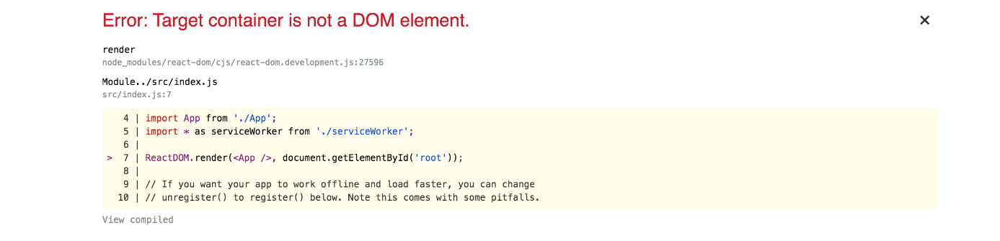 Error: Target container is not a DOM element.
×
render
node_modules/react-dom/cjs/react-dom.development.js:27596
Module../src/index.js
src/index.js:7
4 | import App from './App';
5 | import * as serviceWorker from './serviceWorker';
6 |
> 7 | ReactDOM.render(<App />, document.getElementById('root'));
8 |
9 | // If you want your app to work offline and load faster, you can change
10 | // unregister() to register() below. Note this comes with some pitfalls.
View compiled